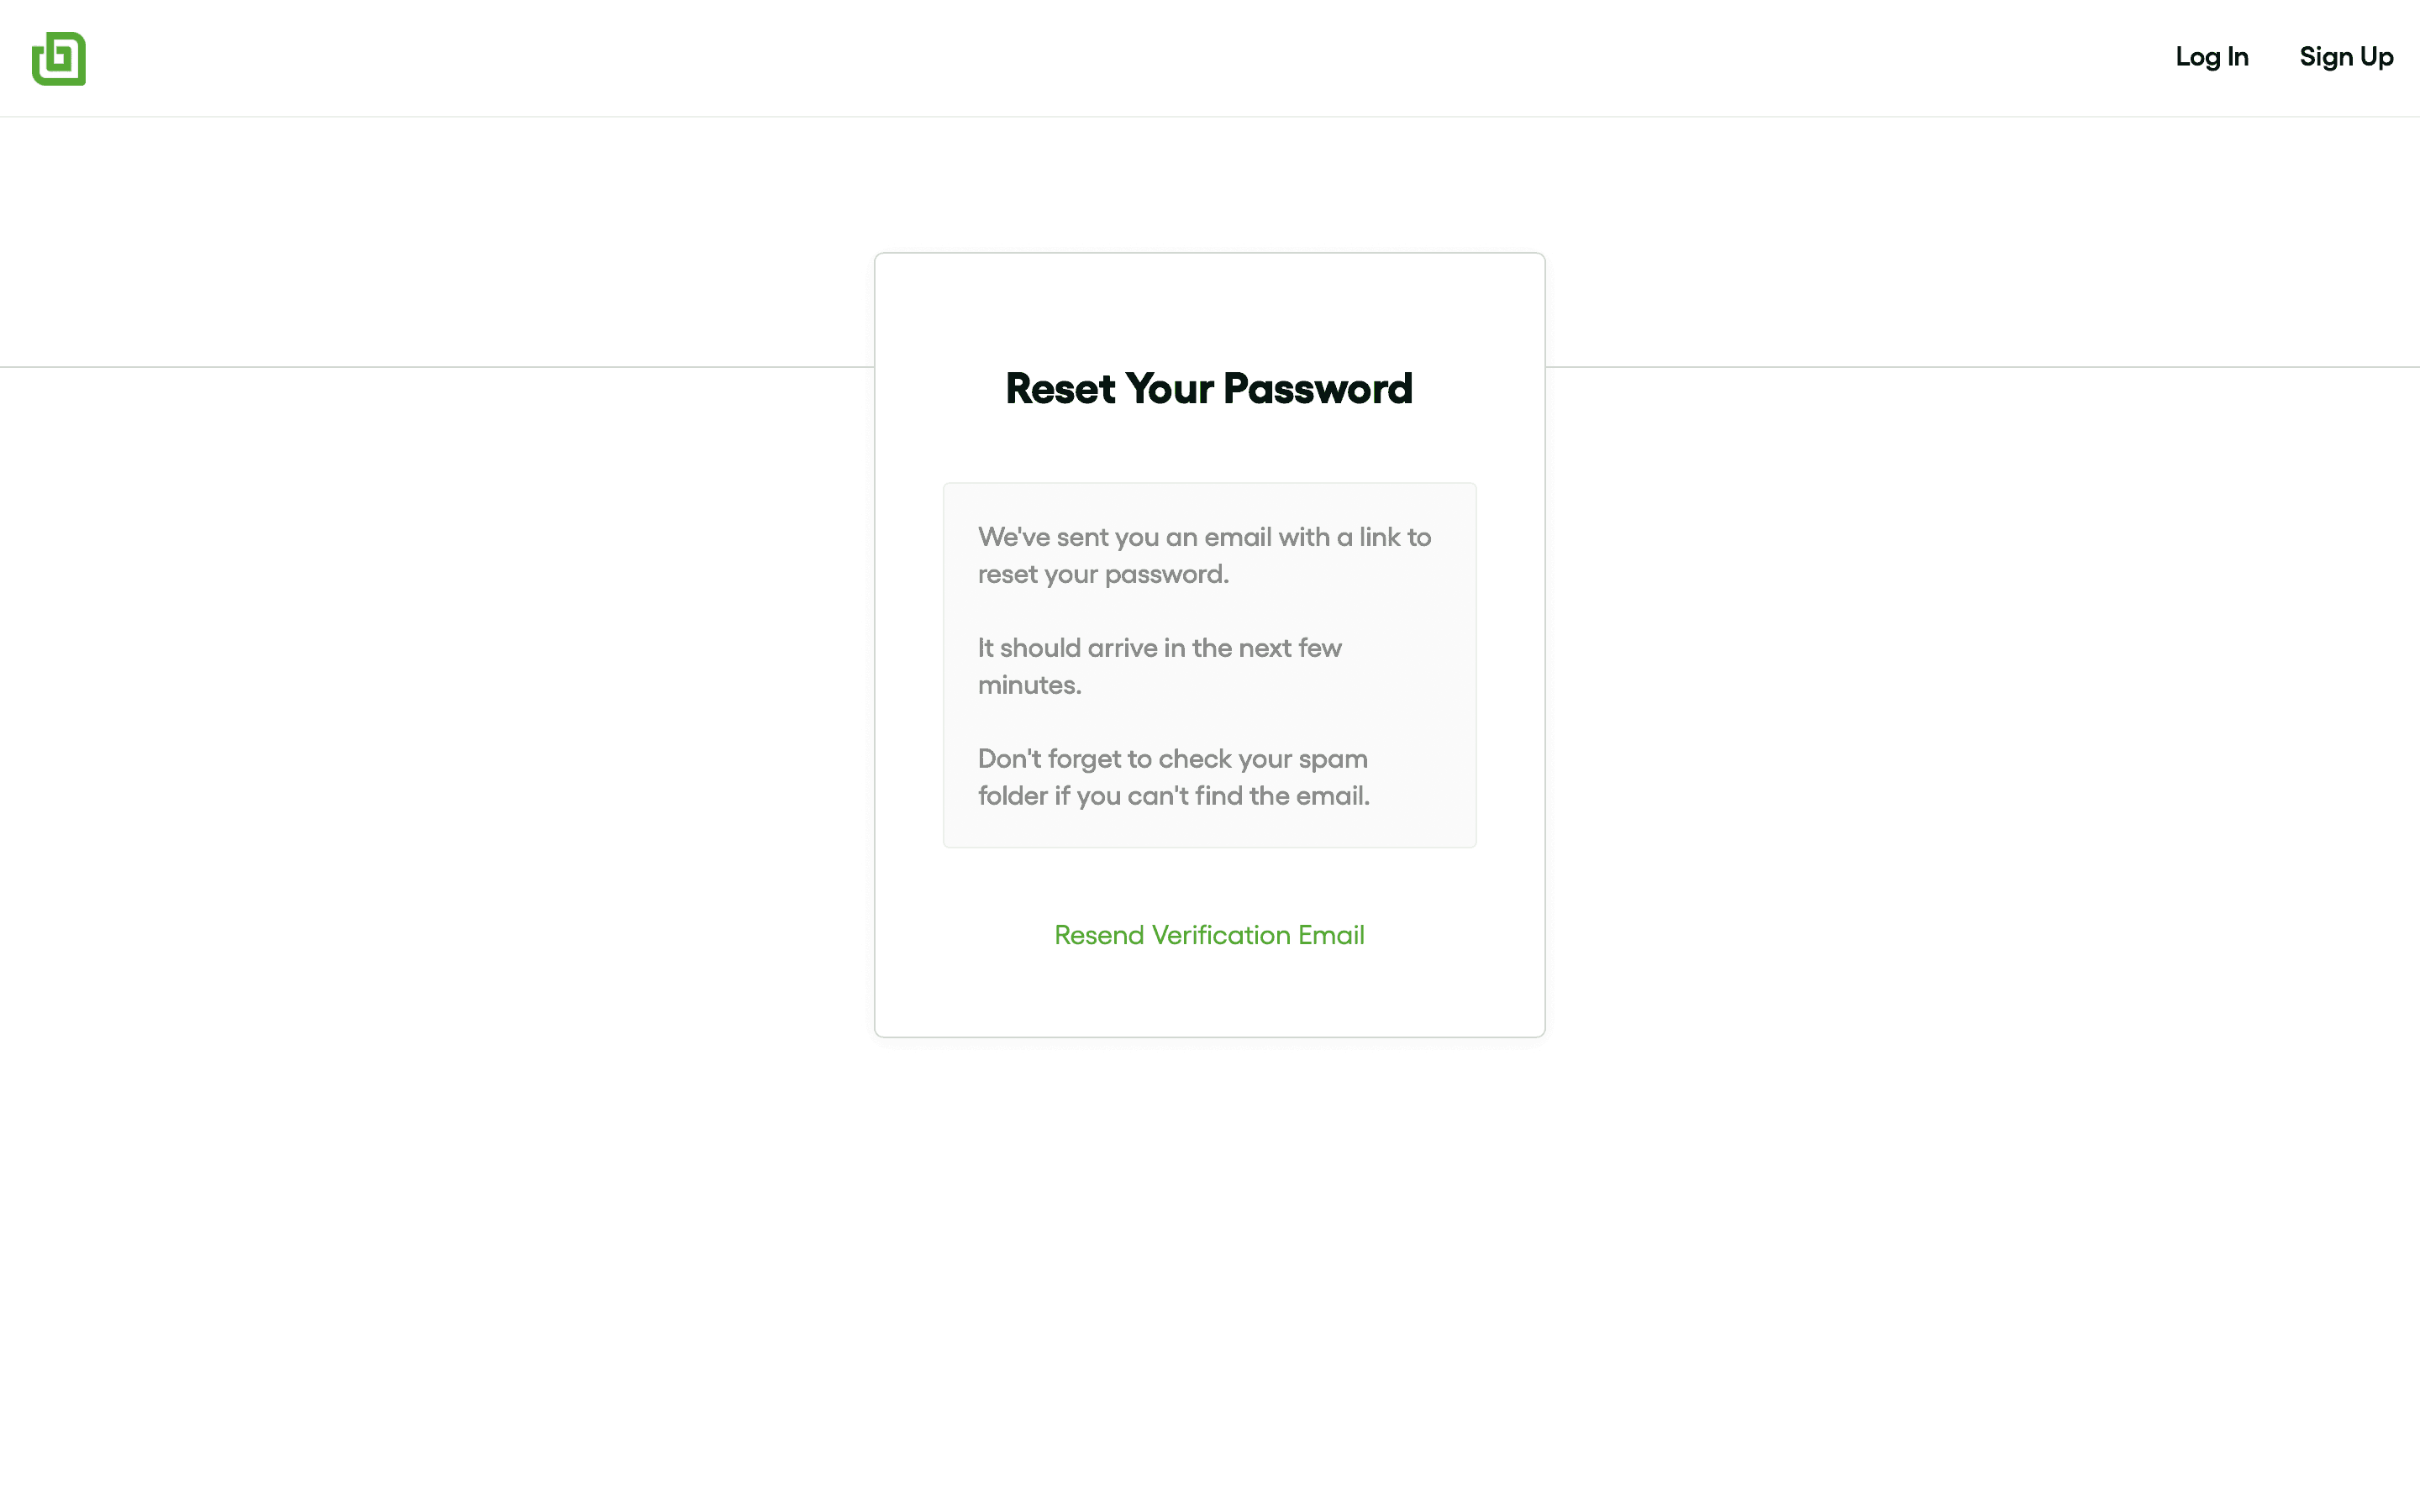 Log In
Sign Up
Reset Your Password
We've sent you an email with a link to
reset your password.
It should arrive in the next few
minutes.
Don't forget to check your spam
folder if you can't find the email.
Resend Verification Email